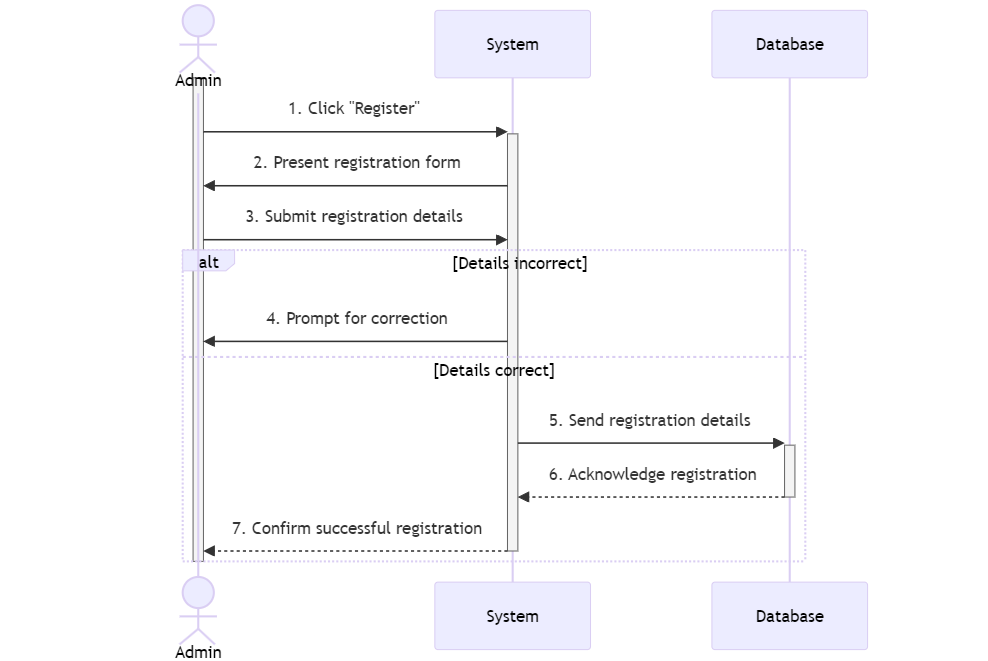 Admin
System
Database
1. Click "Register"
2. Present registration form
3. Submit registration details
alt
[Details incorrect]
4. Prompt for correction
[Details correct]
5. Send registration details
6. Acknowledge registration
7. Confirm successful registration
Admin
System
Database